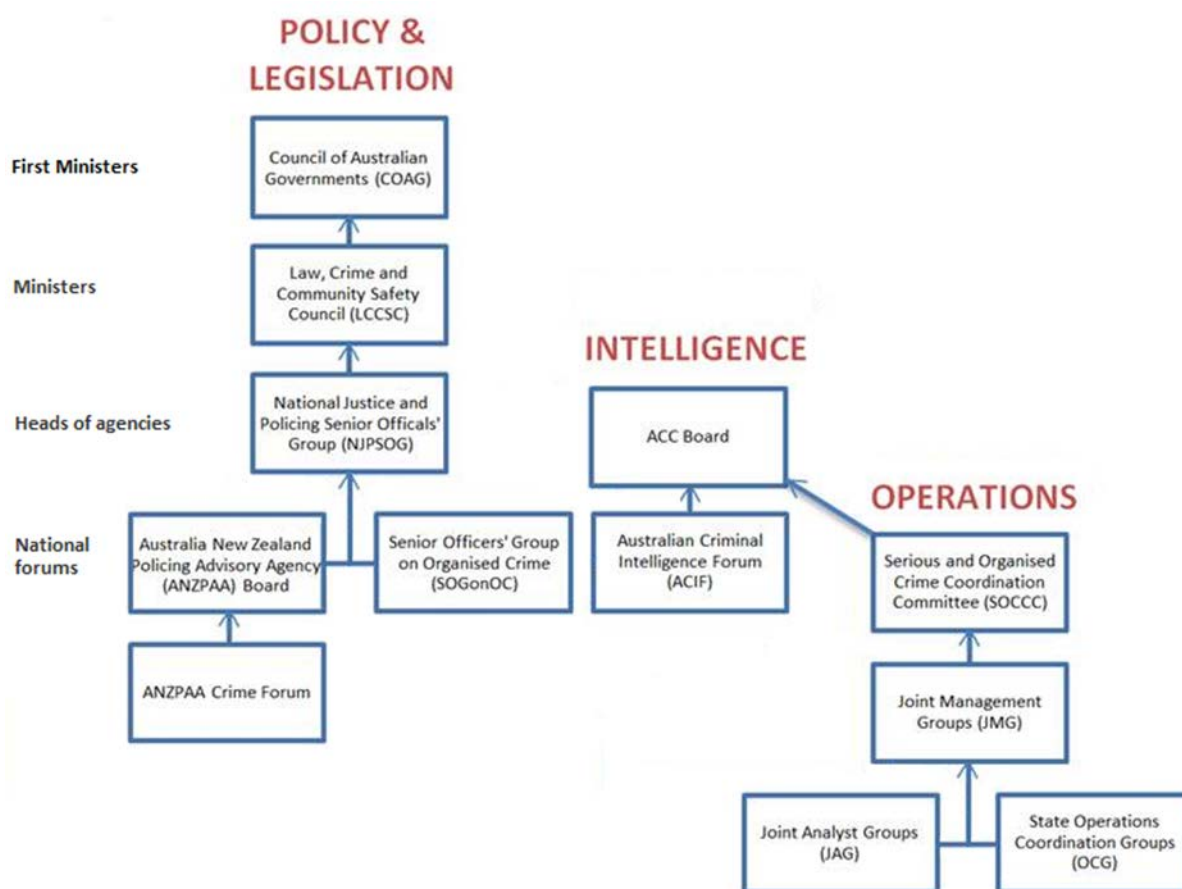 POLICY &
LEGISLATION
First Ministers
Council of Australian
Governments (COAG)
Ministers
Law, Crime and
Community Safety
Council (LCCSC)
INTELLIGENCE
Heads of agencies
National Justice and
Policing Senior Officals'
Group (NJPSOG)
ACC Board
OPERATIONS
National
forums
Australia New Zealand
Policing Advisory Agency
(ANZPAA) Board
Senior Officers' Group
on Organised Crime
(SOGonOC)
Australian Criminal
Intelligence Forum
(ACIF)
Serious and Organised
Crime Coordination
Committee (SOCCC)
ANZPAA Crime Forum
Joint Management
Groups (JMG)
Joint Analyst Groups
(JAG)
State Operations
Coordination Groups
(OCG)